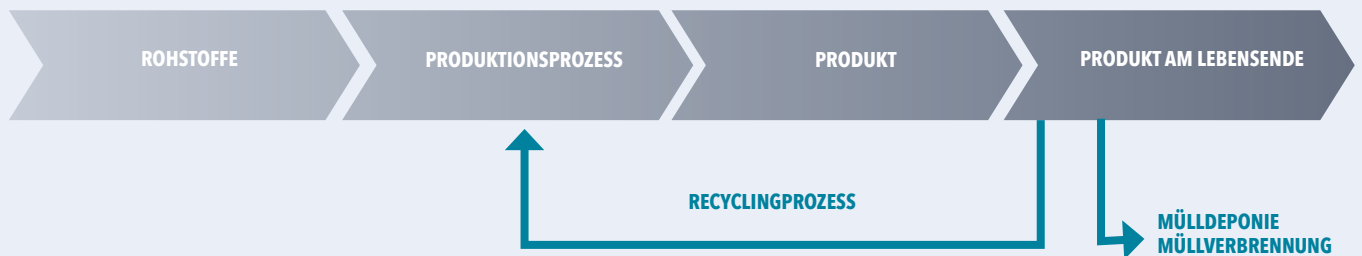 ROHSTOFFE
PRODUKTIONSPROZESS
PRODUKT
PRODUKT AM LEBENSENDE
RECYCLINGPROZESS
MÜLLDEPONIE
MÜLLVERBRENNUNG